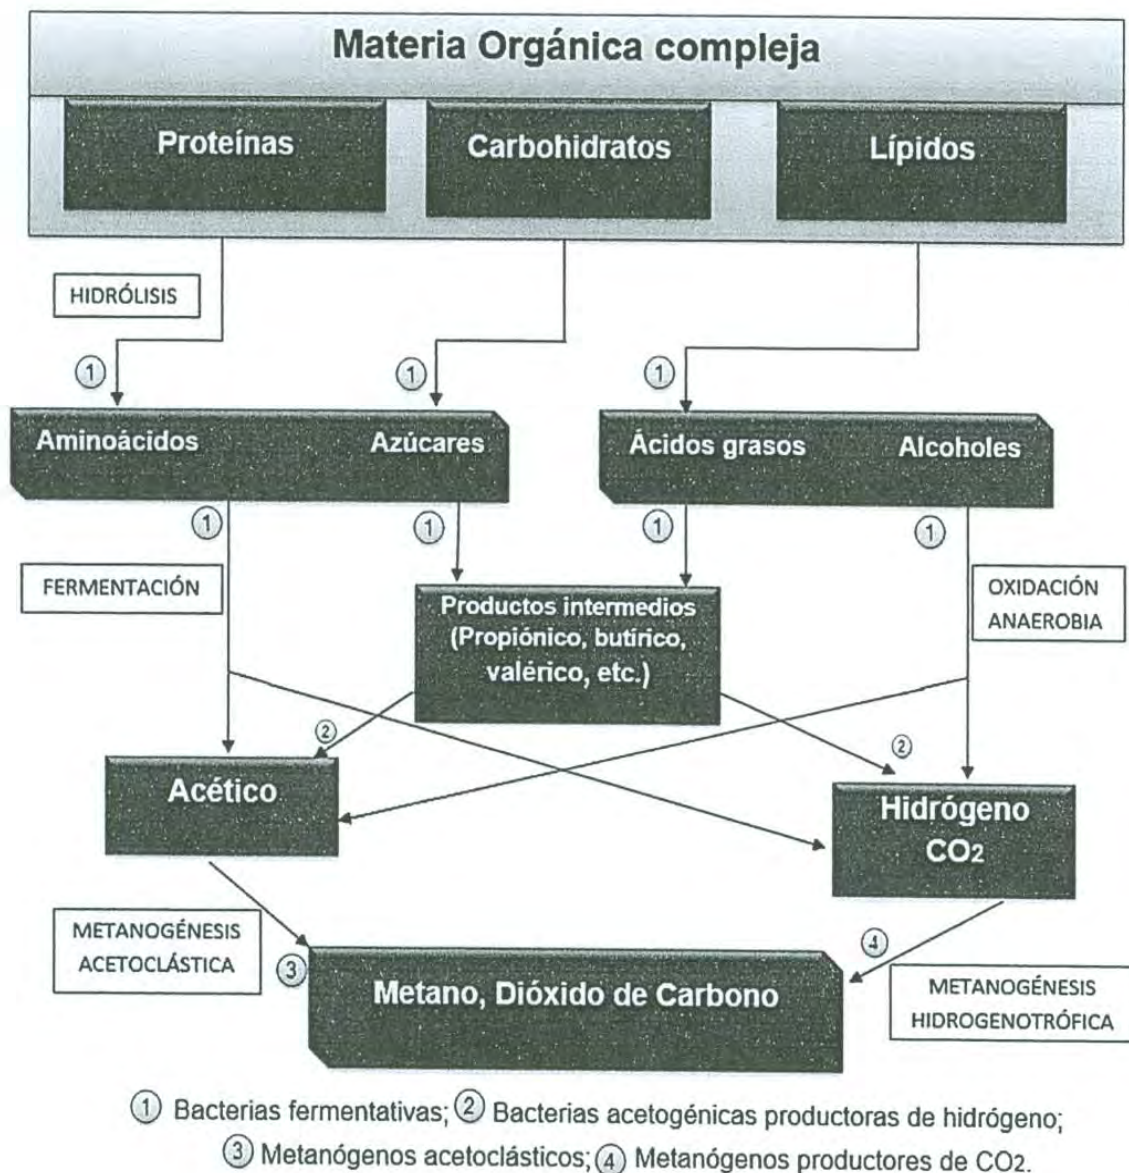 Materia Orgánica compleja
Proteínas
Carbohidratos
Lípidos
HIDRÓLISIS
1
1
1
Aminoácidos
Azúcares
Ácidos grasos
Alcoholes
1
1
1
1
FERMENTACIÓN
Productos intermedios
(Propiónico, butírico,
valérico, etc.)
OXIDACIÓN
ANAEROBIA
2
2
Acético
Hidrógeno
CO2
METANOGÉNESIS
ACETOCLÁSTICA
3
4
Metano, Dióxido de Carbono
METANOGÉNESIS
HIDROGENOTRÓFICA
1 Bacterias fermentativas; 2 Bacterias acetogénicas productoras de hidrógeno;
3 Metanógenos acetoclásticos; 4 Metanógenos productores de CO2.